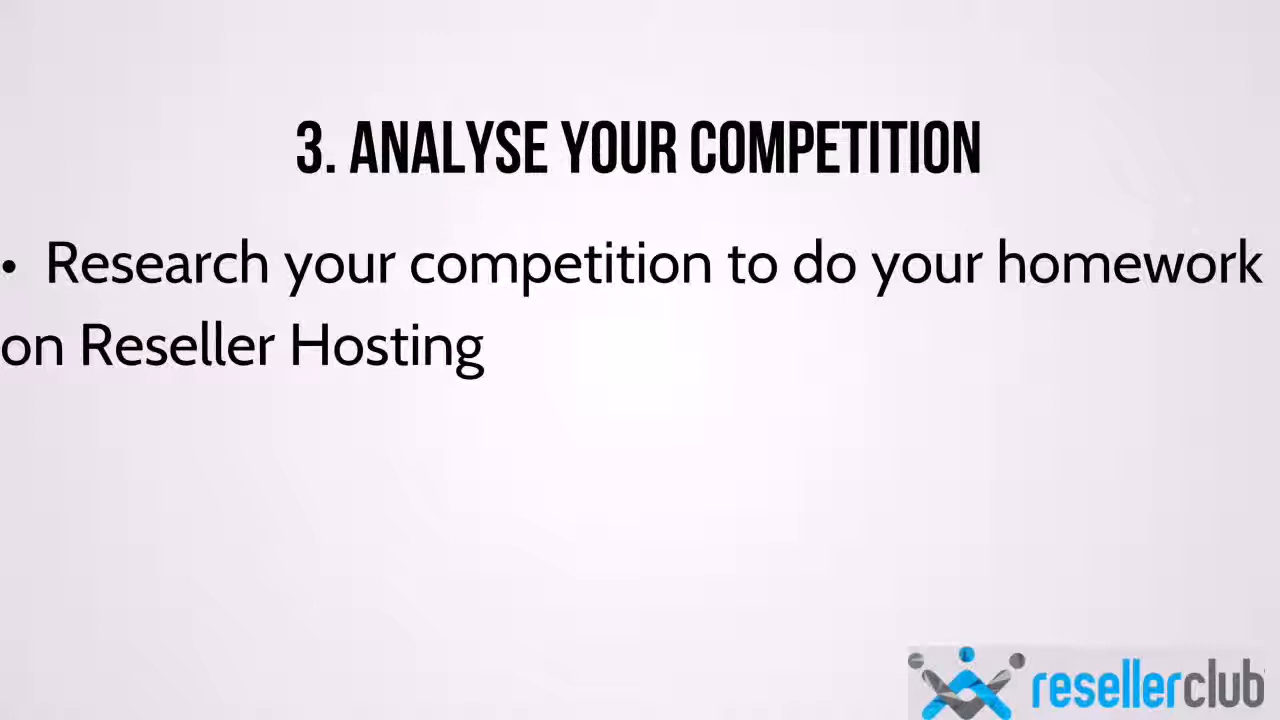 3. ANALYSE YOUR COMPETITION
• Research your competition to do your homework
on Reseller Hosting
resellerclub